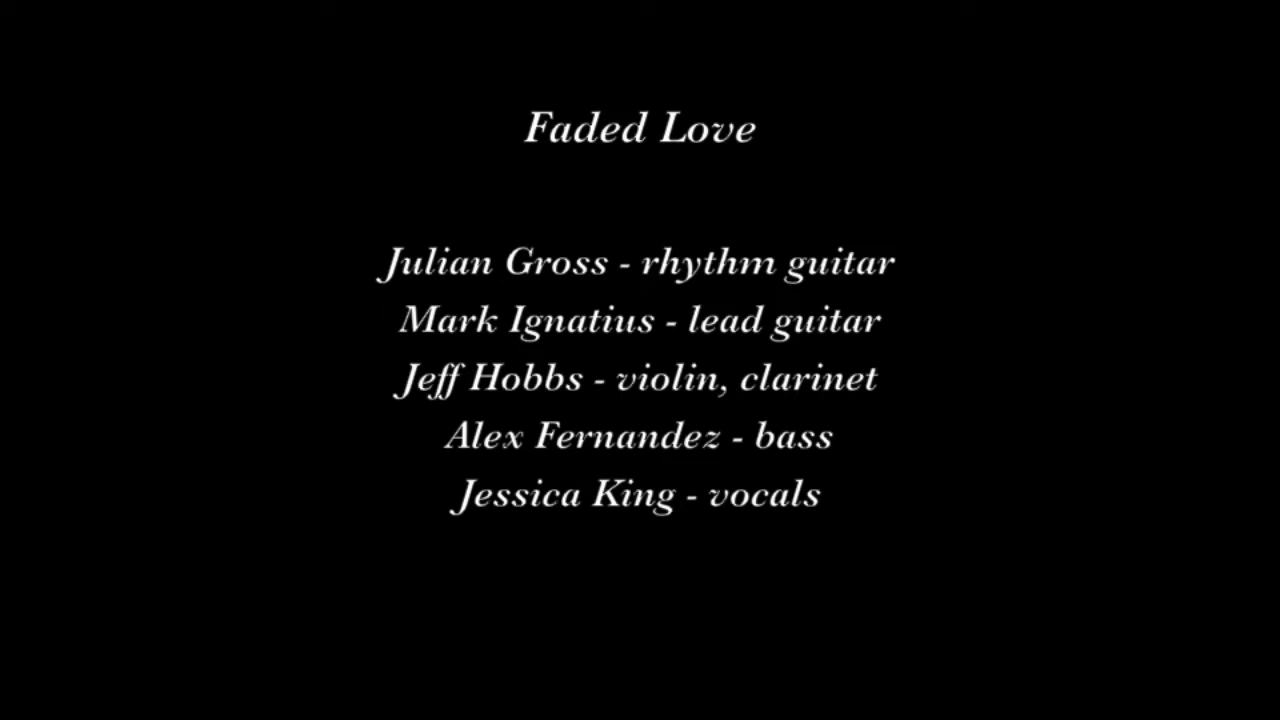 Faded Love
Julian Gross - rhythm guitar
Mark Ignatius - lead guitar
Jeff Hobbs - violin, clarinet
Alex Fernandez - bass
Jessica King - vocals